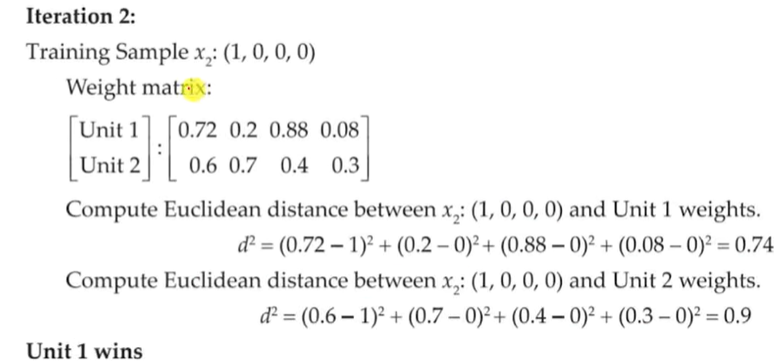 Iteration 2:
Training Sample x₂: (1, 0, 0, 0)
Weight matrix:
[Unit 1] : [0.72 0.2 0.88 0.08]
[Unit 2] [0.6 0.7 0.4 0.3]
Compute Euclidean distance between x₂: (1, 0, 0, 0) and Unit 1 weights.
d² = (0.72 – 1)² + (0.2 – 0)² + (0.88 – 0)² + (0.08 – 0)² = 0.74
Compute Euclidean distance between x₂: (1, 0, 0, 0) and Unit 2 weights.
d² = (0.6 – 1)² + (0.7 – 0)² + (0.4 – 0)² + (0.3 – 0)² = 0.9
Unit 1 wins